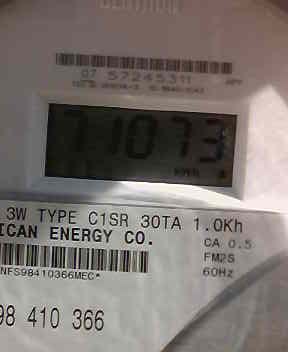 07 57245311
71073
KWH
3W TYPE C1SR 30TA 1.0Kh
ICAN ENERGY CO.
CA 0.5
FM2S
60Hz
NFS98410366MEC*
98 410 366